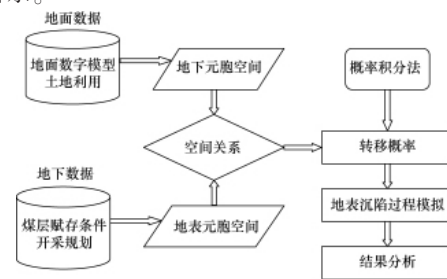 地面数据
地面数字模型
土地利用
地下元胞空间
概率积分法
空间关系
转移概率
地下数据
煤层赋存条件
开采规划
地表元胞空间
地表沉陷过程模拟
结果分析